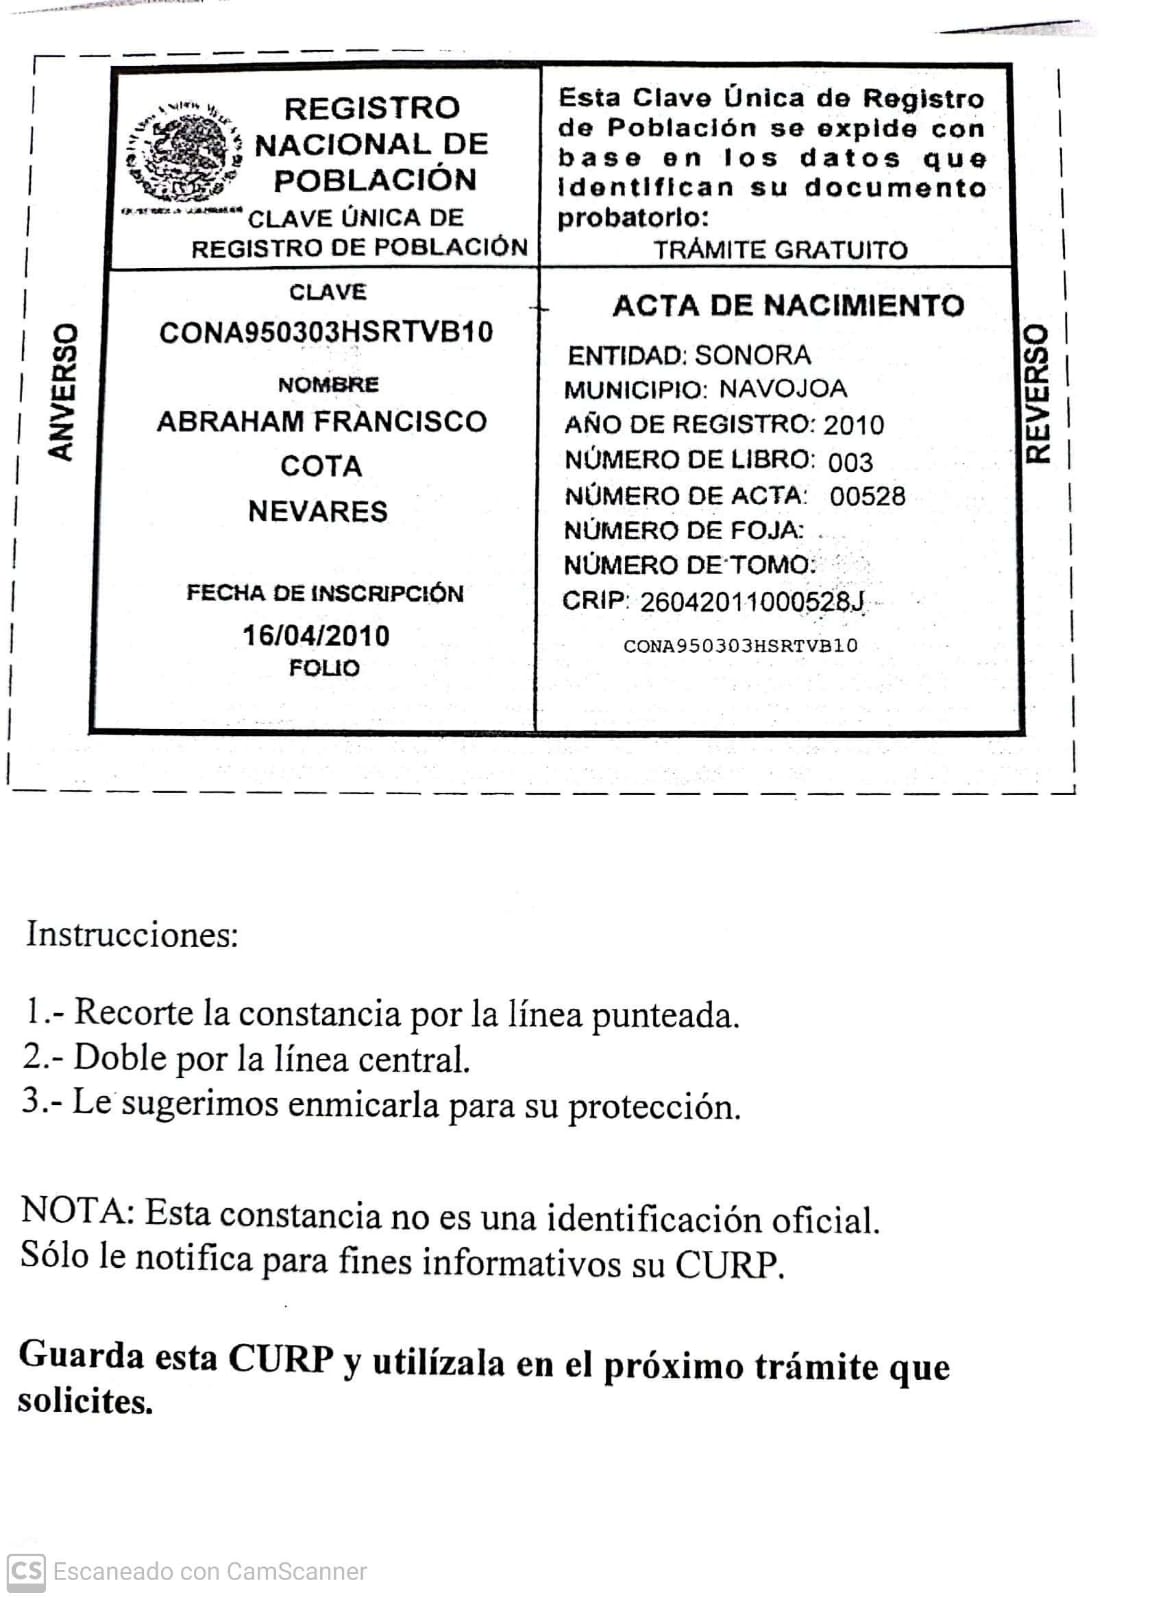 REGISTRO
NACIONAL DE
POBLACIÓN
CLAVE ÚNICA DE
REGISTRO DE POBLACIÓN
Esta Clave Única de Registro
de Población se expide con
base en los datos que
identifican su documento
probatorio:
TRÁMITE GRATUITO
ANVERSO
CLAVE
CONA950303HSRTVB10
NOMBRE
ABRAHAM FRANCISCO
COTA
NEVARES
FECHA DE INSCRIPCIÓN
16/04/2010
FOLIO
ACTA DE NACIMIENTO
ENTIDAD: SONORA
MUNICIPIO: NAVOJOA
AÑO DE REGISTRO: 2010
NÚMERO DE LIBRO: 003
NÚMERO DE ACTA: 00528
NÚMERO DE FOJA:
NÚMERO DE TOMO:
CRIP: 26042011000528J
CONA950303HSRTVB10
REVERSO
Instrucciones:
1.- Recorte la constancia por la línea punteada.
2.- Doble por la línea central.
3.- Le sugerimos enmicarla para su protección.
NOTA: Esta constancia no es una identificación oficial.
Sólo le notifica para fines informativos su CURP.
Guarda esta CURP y utilízala en el próximo trámite que
solicites.
CS Escaneado con CamScanner